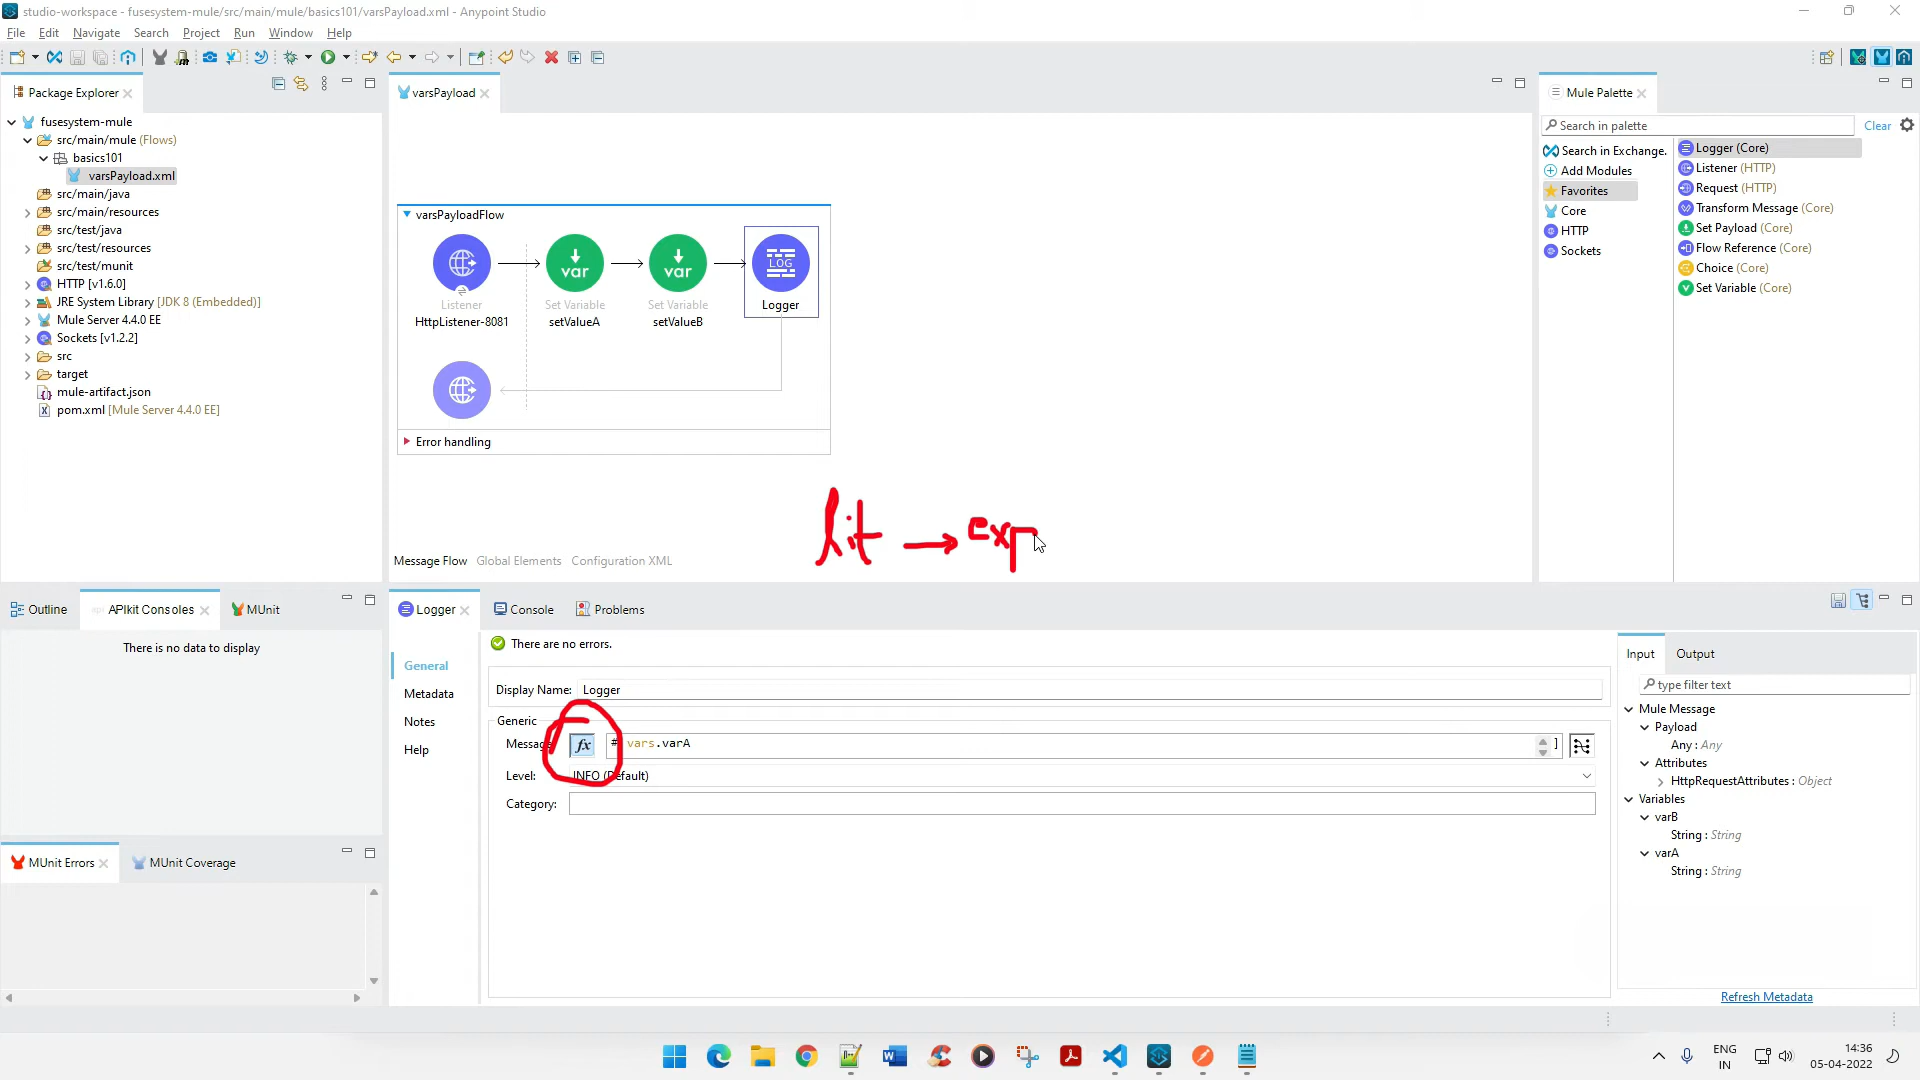 studio-workspace - fusesystem-mule/src/main/mule/basics101/varsPayload.xml - Anypoint Studio
File Edit Navigate Search Project Run Window Help
Package Explorer
fusesystem-mule
src/main/mule (Flows)
basics101
varsPayload.xml
src/main/java
src/main/resources
src/test/java
src/test/resources
src/test/munit
HTTP [v1.6.0]
JRE System Library [JDK 8 (Embedded)]
Mule Server 4.4.0 EE
Sockets [v1.2.2]
src
target
mule-artifact.json
pom.xml [Mule Server 4.4.0 EE]
varsPayload
varsPayloadFlow
var var LOG
Listener Set Variable Set Variable Logger
HttpListener-8081 setValueA setValueB
Error handling
lit → exp
Message Flow Global Elements Configuration XML
Mule Palette
Search in palette Clear
Search in Exchange.
Add Modules
Favorites
Core
HTTP
Sockets
Logger (Core)
Listener (HTTP)
Request (HTTP)
Transform Message (Core)
Set Payload (Core)
Flow Reference (Core)
Choice (Core)
Set Variable (Core)
Outline APIkit Consoles MUnit
There is no data to display
MUnit Errors MUnit Coverage
Logger Console Problems
There are no errors.
General
Metadata
Notes
Help
Display Name: Logger
Generic
Message fx # vars.varA ]
Level: INFO (Default)
Category:
Input Output
type filter text
Mule Message
Payload
Any : Any
Attributes
HttpRequestAttributes : Object
Variables
varB
String : String
varA
String : String
Refresh Metadata
ENG
IN
14:36
05-04-2022